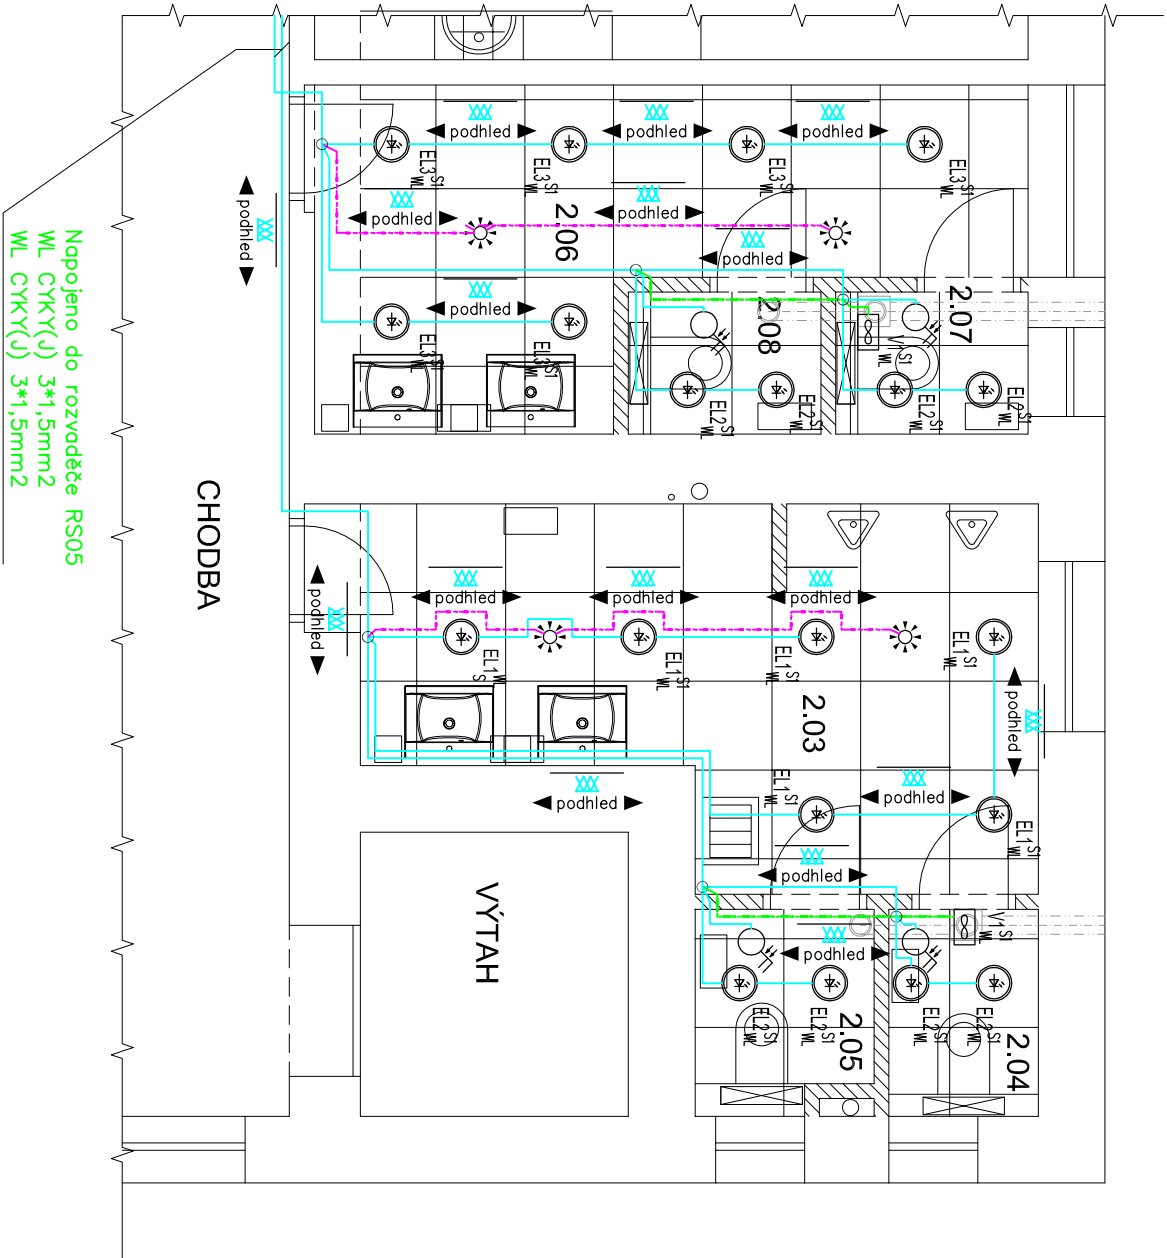 podhled
podhled
podhled
EL3 S1 WL
EL3 S1 WL
EL3 S1 WL
EL3 S1 WL
podhled
podhled
podhled
2.06
podhled
podhled
EL3 S1 WL
EL3 S1 WL
2.08
2.07
V1 S1 WL
EL2 S1 WL
EL2 S1 WL
EL2 S1 WL
EL2 S1 WL
Napojeno do rozvaděče RS05
WL CYKY(J) 3*1,5mm2
WL CYKY(J) 3*1,5mm2
CHODBA
podhled
podhled
podhled
podhled
EL1 WL S
EL1 S1 WL
EL1 S1 WL
EL1 S1 WL
podhled
2.03
podhled
podhled
EL1 S1 WL
EL1 S1 WL
podhled
VÝTAH
podhled
V1 S1 WL
EL2 S1 WL
EL2 S1 WL
EL2 S1 WL
EL2 S1 WL
2.05
2.04